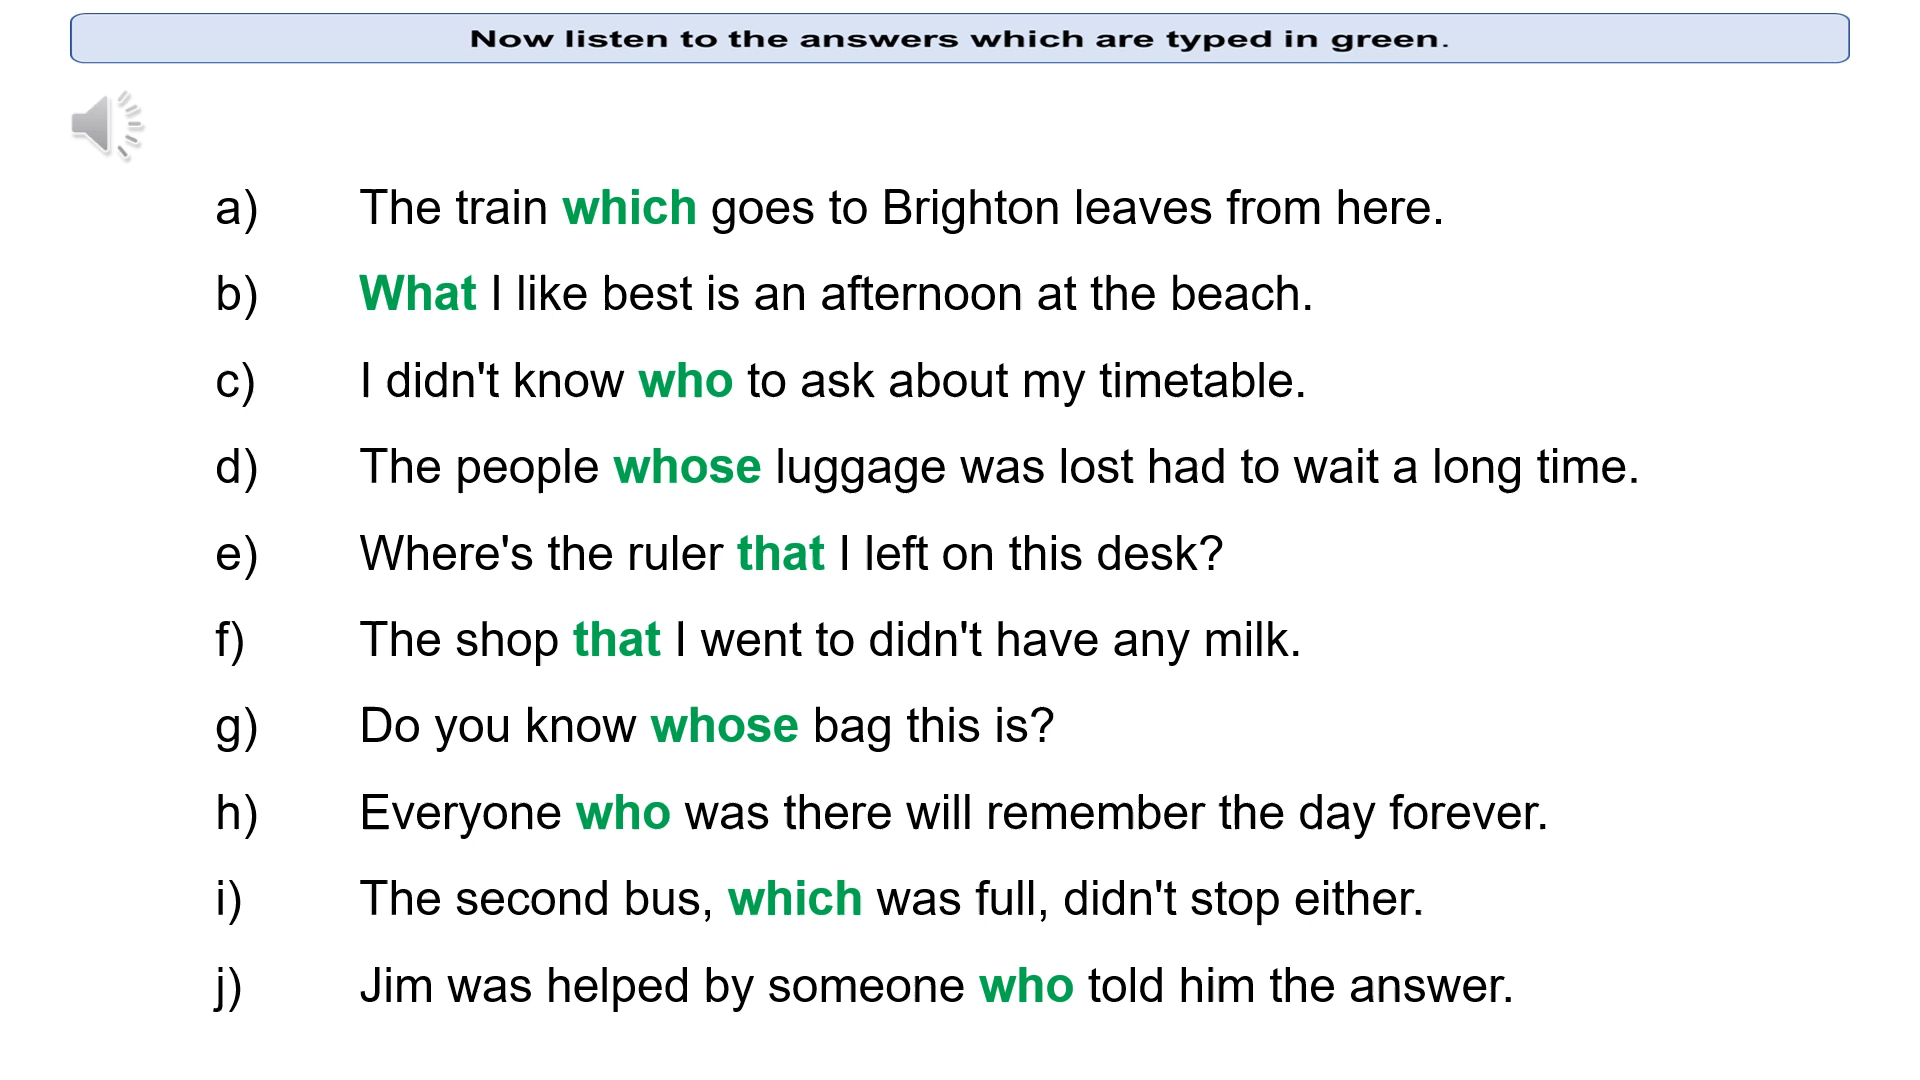 Now listen to the answers which are typed in green.
a) The train which goes to Brighton leaves from here.
b) What I like best is an afternoon at the beach.
c) I didn't know who to ask about my timetable.
d) The people whose luggage was lost had to wait a long time.
e) Where's the ruler that I left on this desk?
f) The shop that I went to didn't have any milk.
g) Do you know whose bag this is?
h) Everyone who was there will remember the day forever.
i) The second bus, which was full, didn't stop either.
j) Jim was helped by someone who told him the answer.